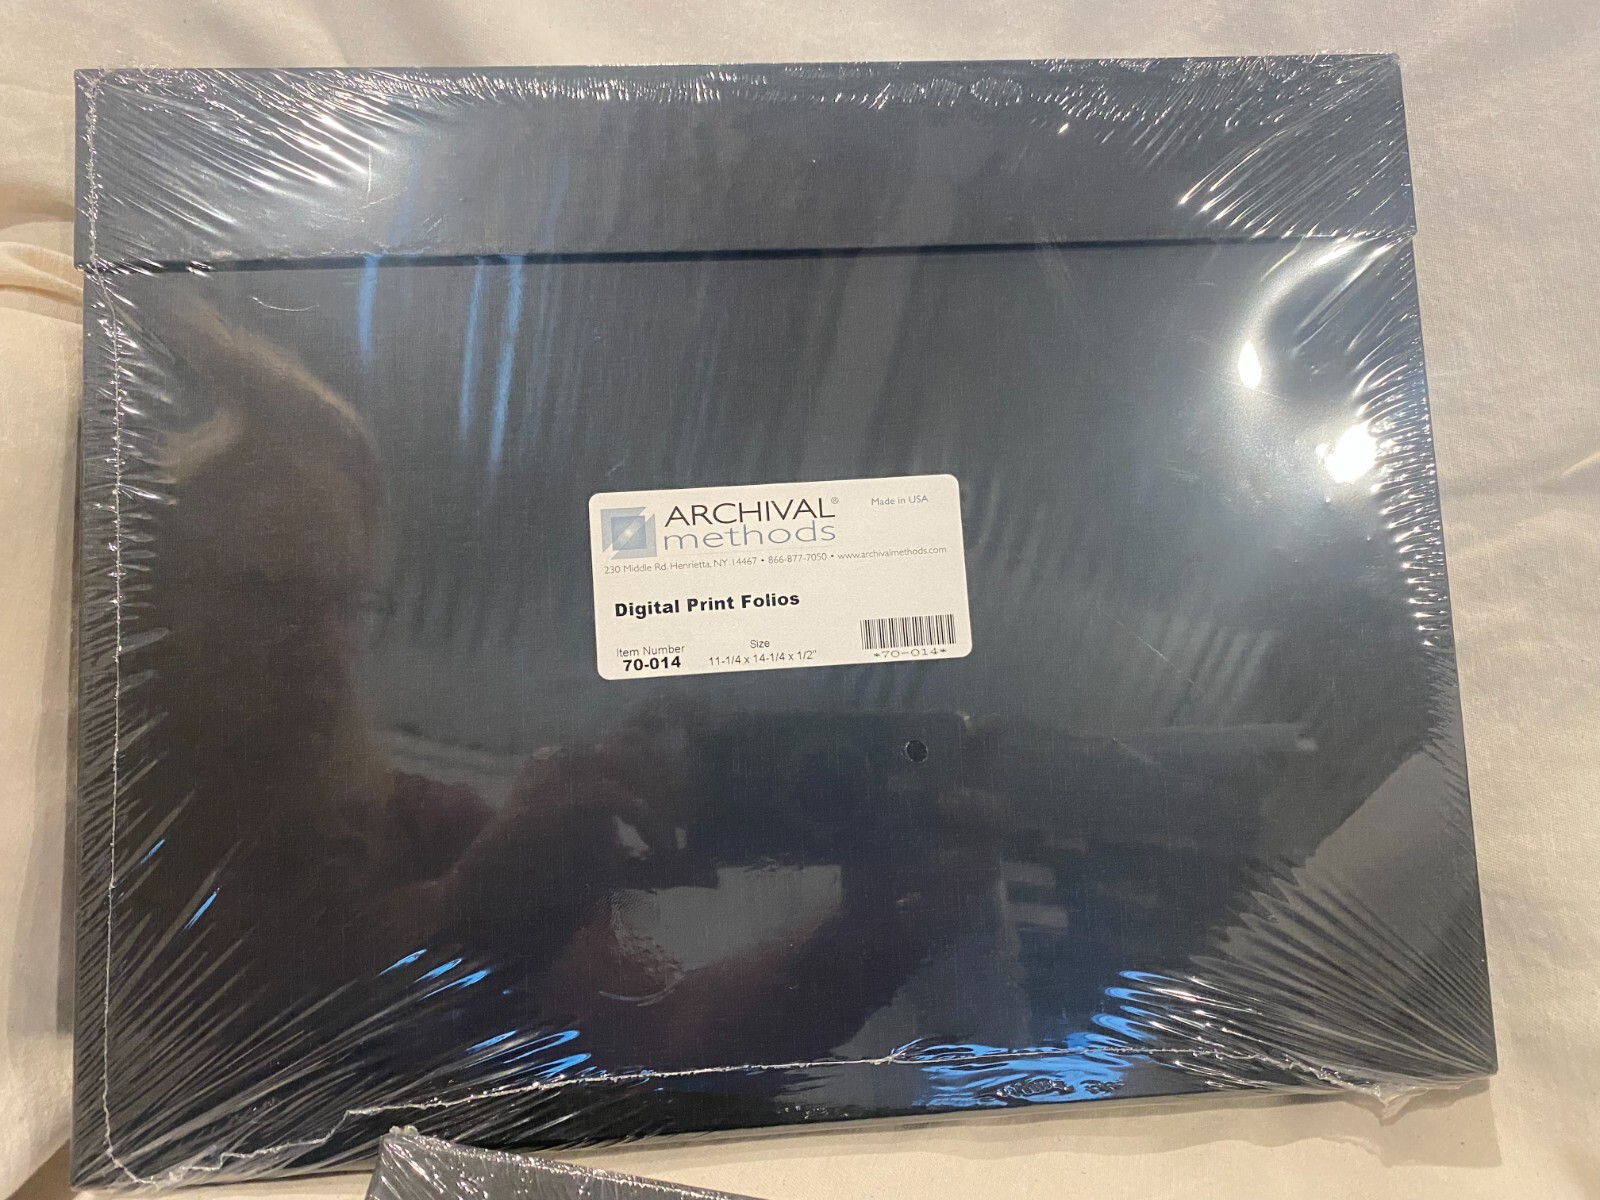 ARCHIVAL®
methods
Made in USA
230 Middle Rd. Henrietta, NY 14467 • 866-877-7050 • www.archivalmethods.com
Digital Print Folios
Item Number
70-014
Size
11-1/4 x 14-1/4 x 1/2"
*70-014*